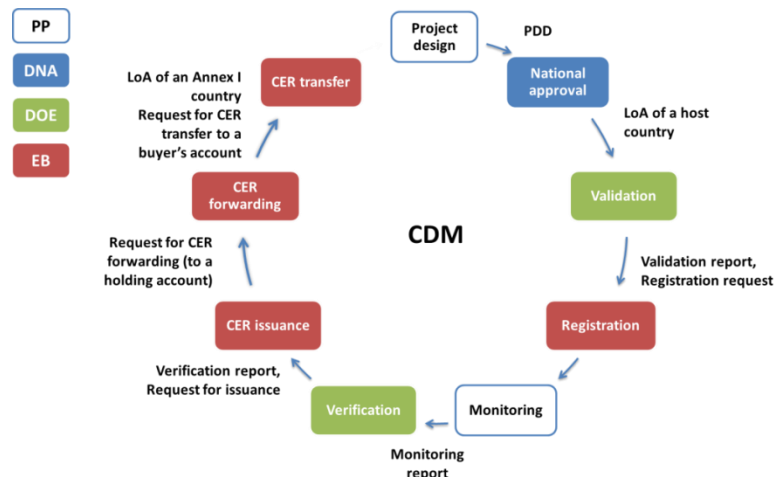 PP
DNA
DOE
EB
Project
design
PDD
National
approval
LoA of a host
country
Validation
Validation report,
Registration request
Registration
Monitoring
Monitoring
report
Verification
Verification report,
Request for issuance
CER issuance
Request for CER
forwarding (to a
holding account)
CER
forwarding
LoA of an Annex I
country
Request for CER
transfer to a
buyer's account
CER transfer
CDM